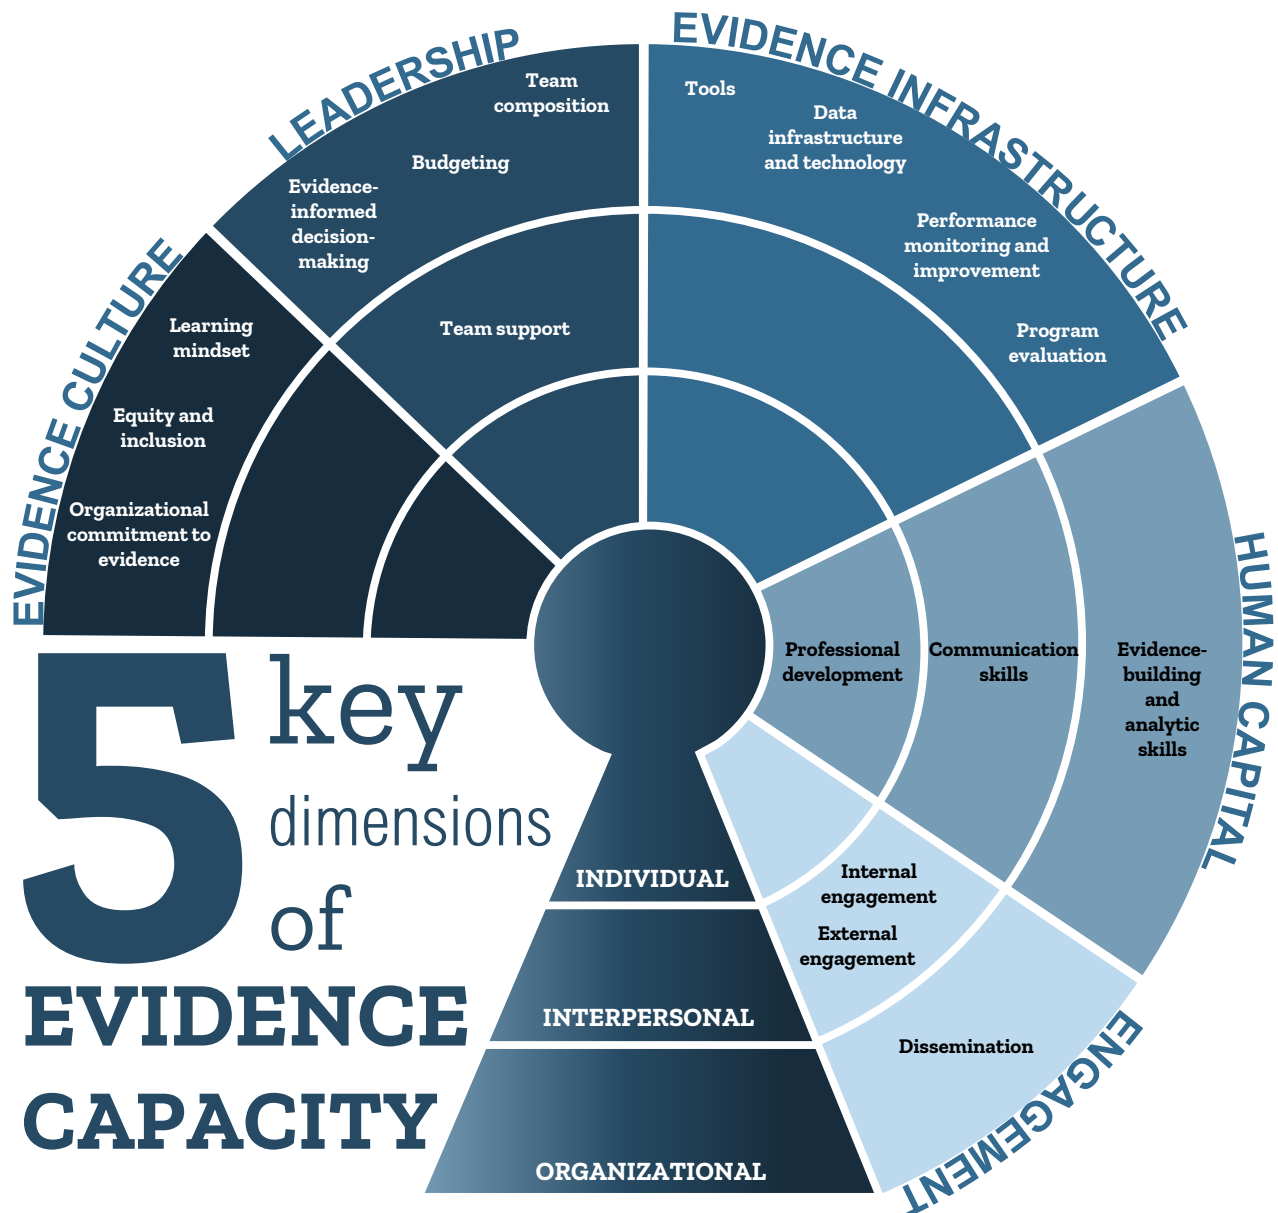 LEADERSHIP
EVIDENCE INFRASTRUCTURE
EVIDENCE CULTURE
HUMAN CAPITAL
ENGAGEMENT
Team
composition
Budgeting
Evidence-
informed
decision-
making
Team support
Tools
Data
infrastructure
and technology
Performance
monitoring and
improvement
Program
evaluation
Learning
mindset
Equity and
inclusion
Organizational
commitment to
evidence
Professional
development
Communication
skills
Evidence-
building
and
analytic
skills
Internal
engagement
External
engagement
Dissemination
5 key
dimensions
of
EVIDENCE
CAPACITY
INDIVIDUAL
INTERPERSONAL
ORGANIZATIONAL